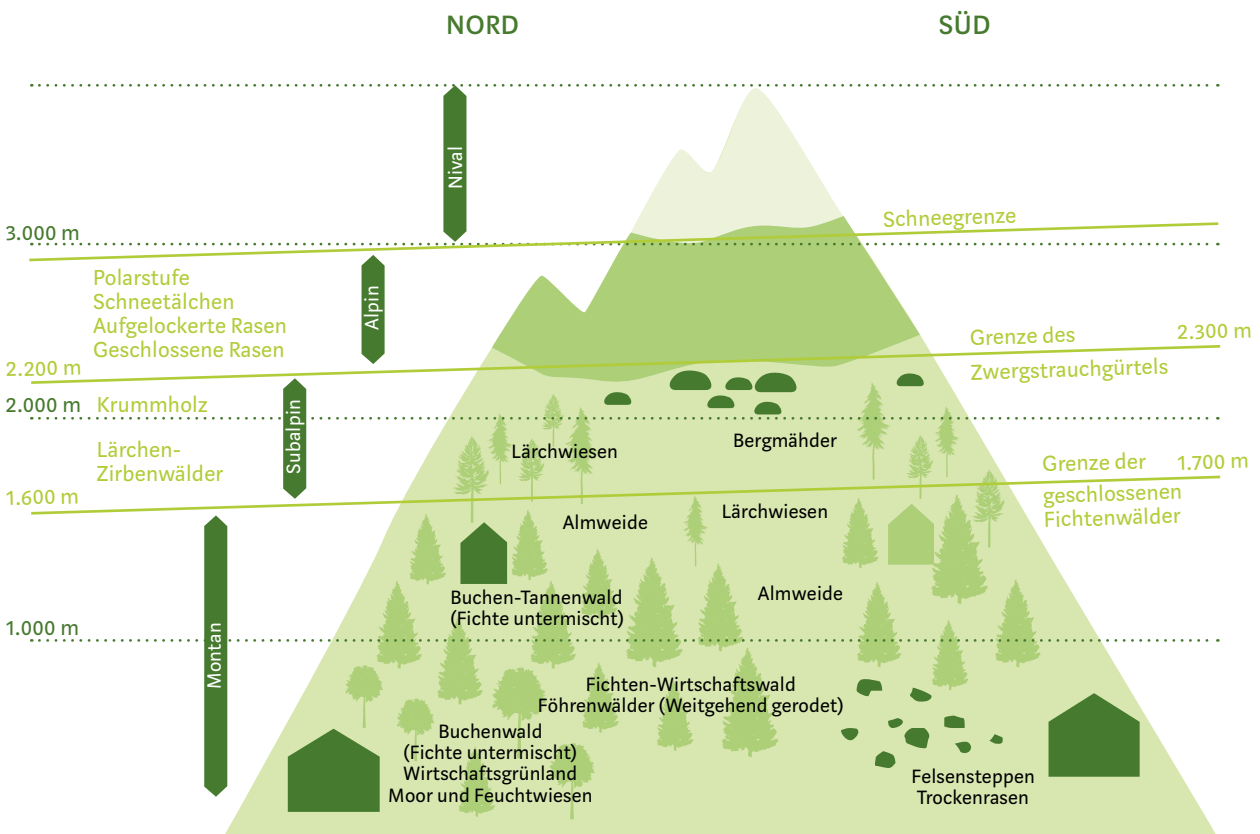 NORD
SÜD
Nival
3.000 m
Schneegrenze
Polarstufe
Schneetälchen
Aufgelockerte Rasen
Geschlossene Rasen
Alpin
2.200 m
Grenze des
2.300 m
Zwergstrauchgürtels
2.000 m
Krummholz
Lärchen-
Zirbenwälder
Subalpin
Lärchwiesen
Bergmähder
1.600 m
Grenze der
1.700 m
geschlossenen
Fichtenwälder
Almweide
Lärchwiesen
Buchen-Tannenwald
(Fichte untermischt)
Almweide
1.000 m
Montan
Fichten-Wirtschaftswald
Föhrenwälder (Weitgehend gerodet)
Buchenwald
(Fichte untermischt)
Wirtschaftsgrünland
Moor und Feuchtwiesen
Felsensteppen
Trockenrasen